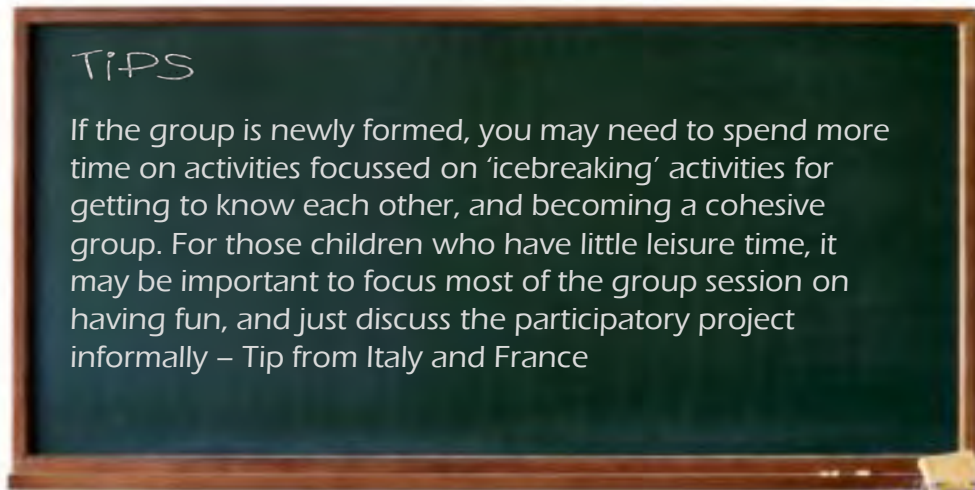 TiPS
If the group is newly formed, you may need to spend more
time on activities focussed on ‘icebreaking’ activities for
getting to know each other, and becoming a cohesive
group. For those children who have little leisure time, it
may be important to focus most of the group session on
having fun, and just discuss the participatory project
informally – Tip from Italy and France